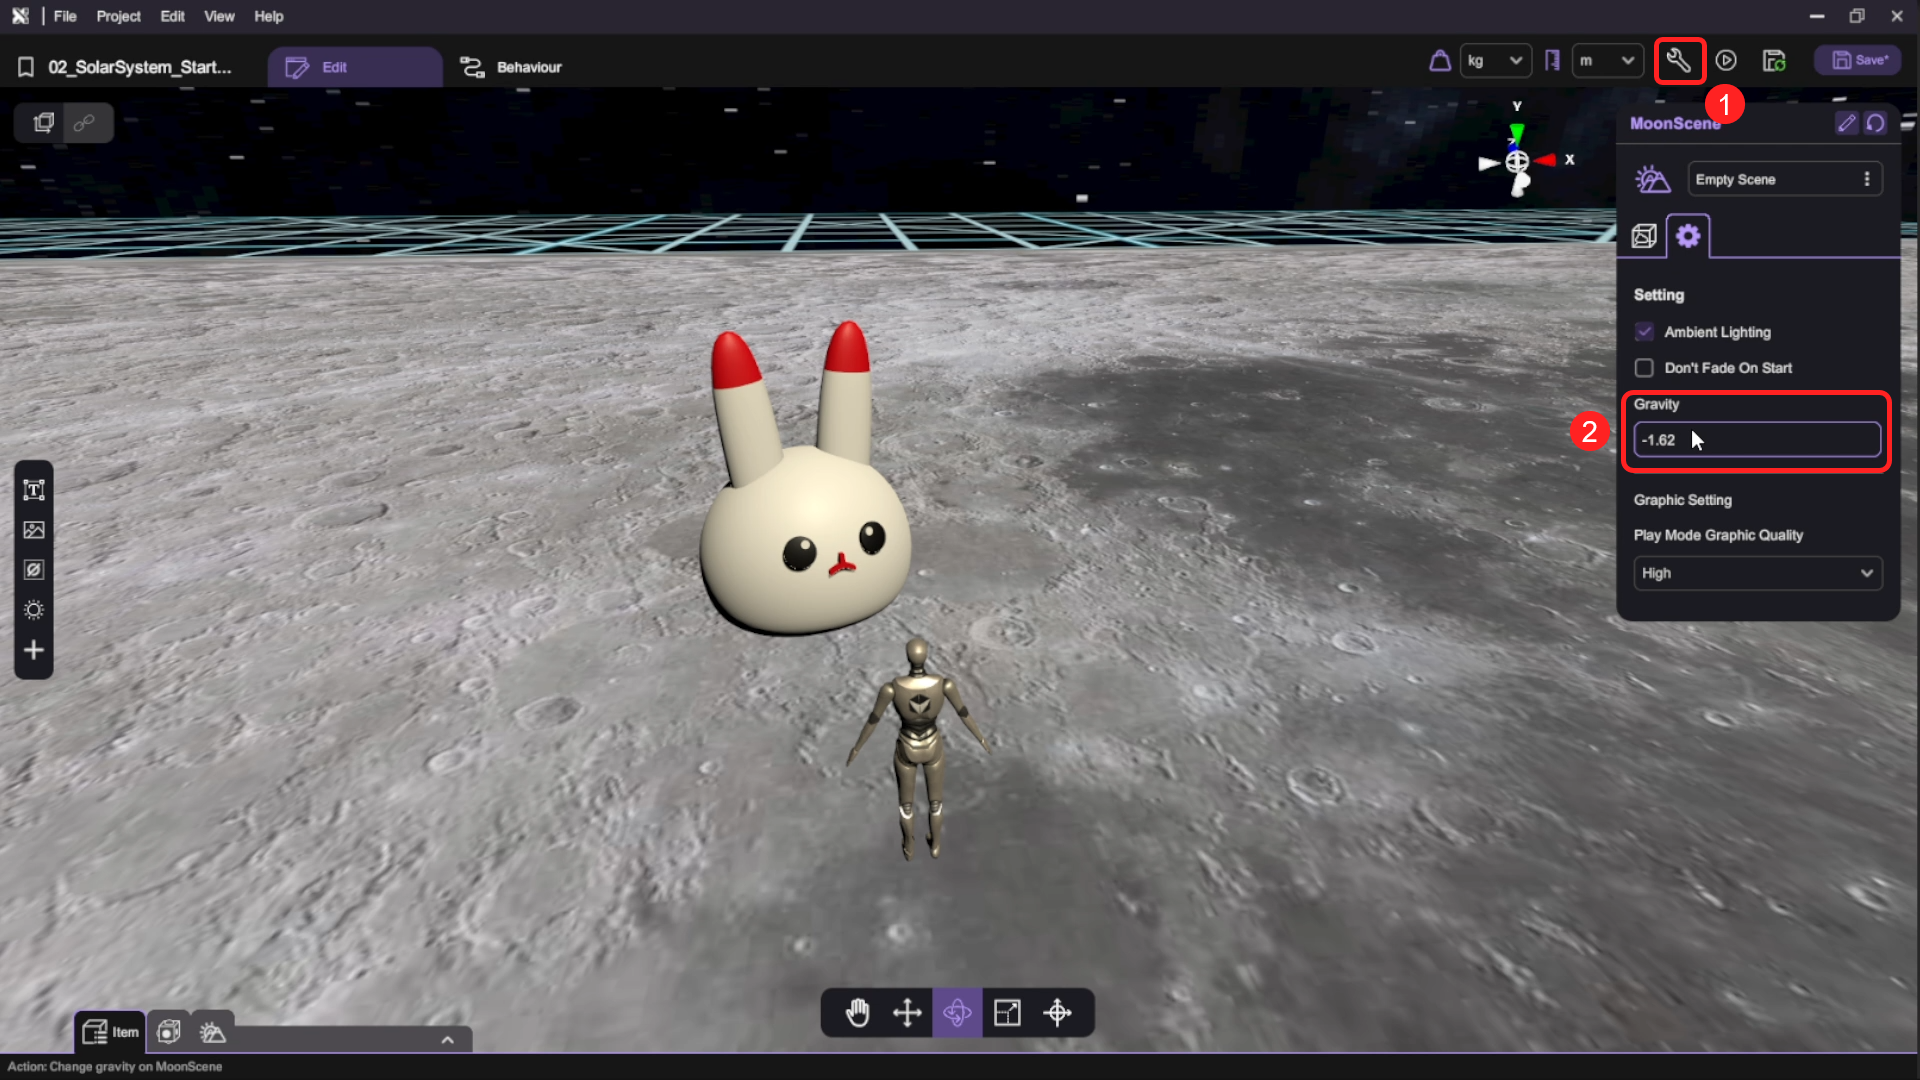 File Project Edit View Help
02_SolarSystem_Start... Edit Behaviour kg m Save*
1
Y
X
MoonScene
Empty Scene
Setting
Ambient Lighting
Don't Fade On Start
Gravity
2
-1.62
Graphic Setting
Play Mode Graphic Quality
High
T
Item
Action: Change gravity on MoonScene